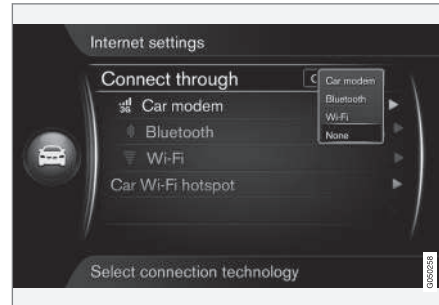 Internet settings
Connect through
Car modem
Bluetooth
Wi-Fi
None
3G
Car modem
Bluetooth
Wi-Fi
Car Wi-Fi hotspot
Select connection technology
G050258